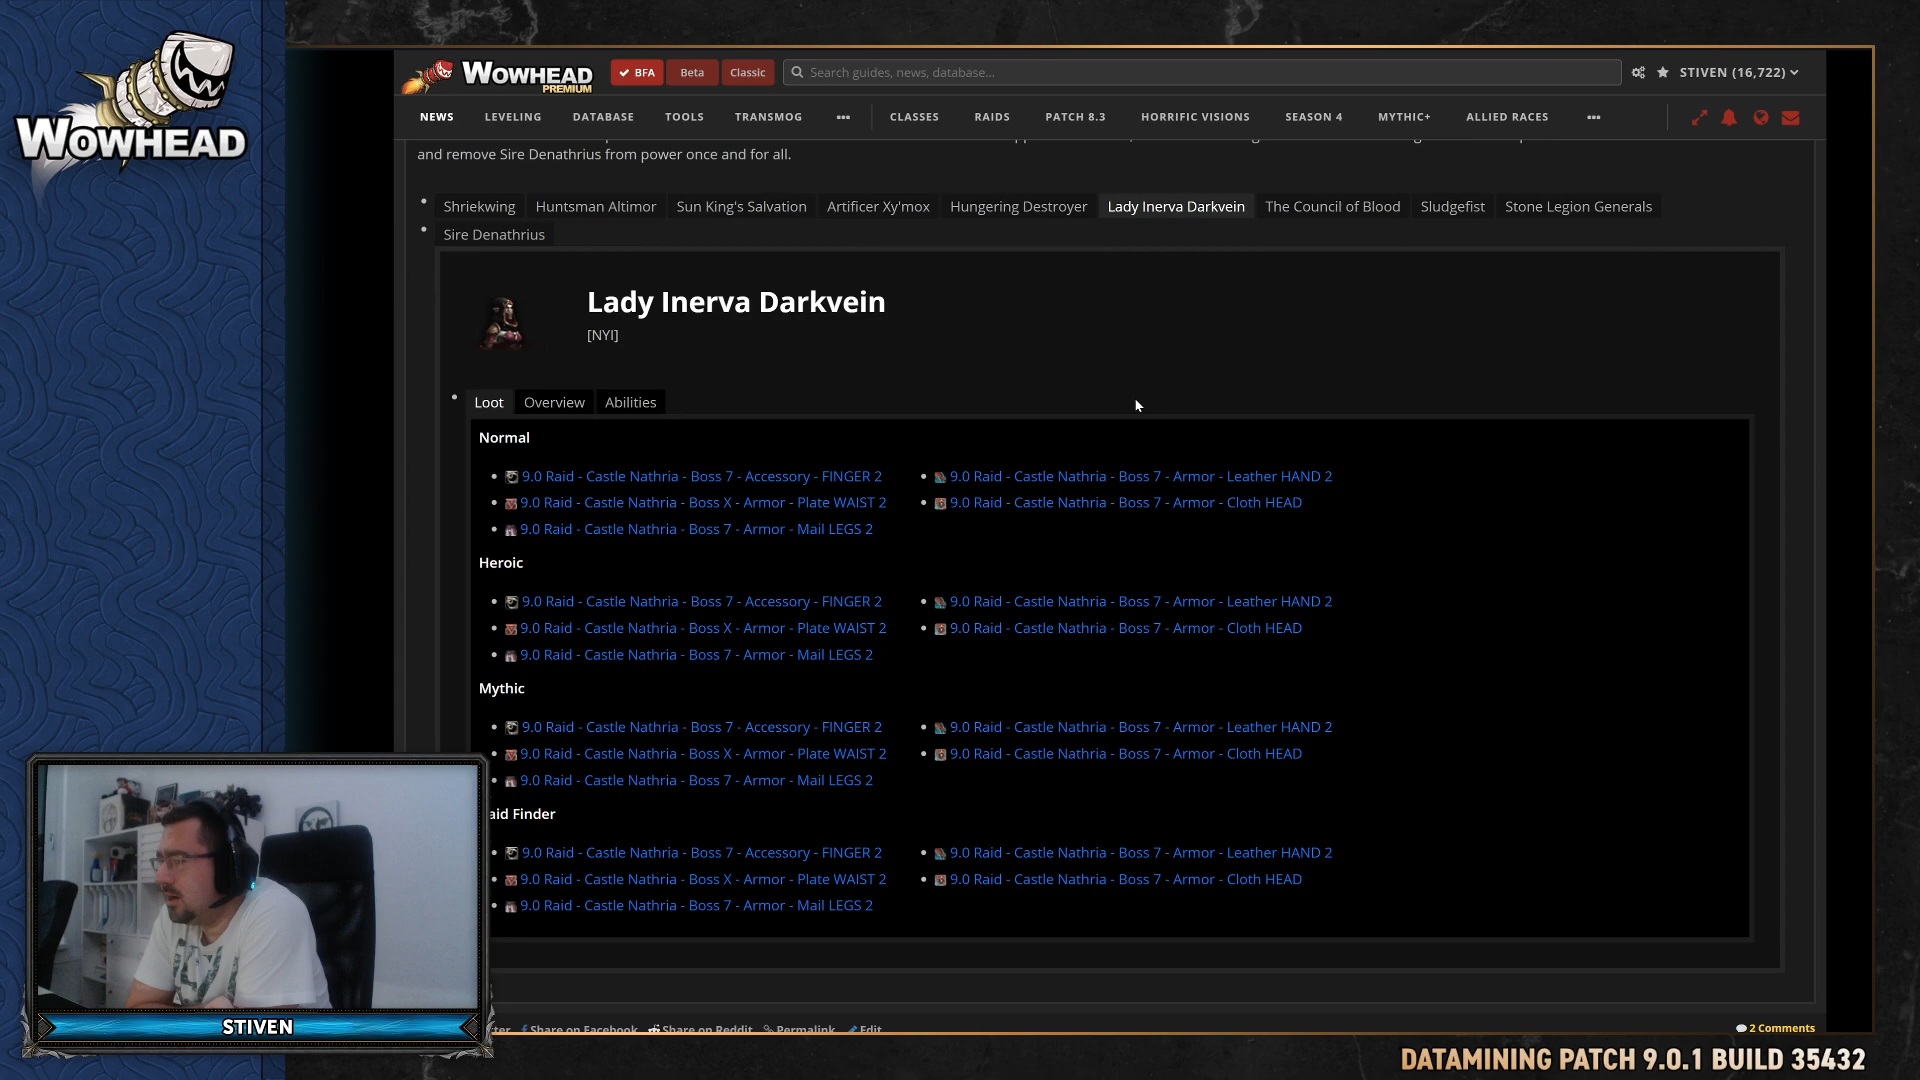 WOWHEAD
WOWHEAD
PREMIUM
BFA
Beta
Classic
Search guides, news, database...
STIVEN (16,722)
NEWS
LEVELING
DATABASE
TOOLS
TRANSMOG
CLASSES
RAIDS
PATCH 8.3
HORRIFIC VISIONS
SEASON 4
MYTHIC+
ALLIED RACES
and remove Sire Denathrius from power once and for all.
Shriekwing
Huntsman Altimor
Sun King's Salvation
Artificer Xy'mox
Hungering Destroyer
Lady Inerva Darkvein
The Council of Blood
Sludgefist
Stone Legion Generals
Sire Denathrius
Lady Inerva Darkvein
[NYI]
Loot
Overview
Abilities
Normal
9.0 Raid - Castle Nathria - Boss 7 - Accessory - FINGER 2
9.0 Raid - Castle Nathria - Boss 7 - Armor - Leather HAND 2
9.0 Raid - Castle Nathria - Boss X - Armor - Plate WAIST 2
9.0 Raid - Castle Nathria - Boss 7 - Armor - Cloth HEAD
9.0 Raid - Castle Nathria - Boss 7 - Armor - Mail LEGS 2
Heroic
9.0 Raid - Castle Nathria - Boss 7 - Accessory - FINGER 2
9.0 Raid - Castle Nathria - Boss 7 - Armor - Leather HAND 2
9.0 Raid - Castle Nathria - Boss X - Armor - Plate WAIST 2
9.0 Raid - Castle Nathria - Boss 7 - Armor - Cloth HEAD
9.0 Raid - Castle Nathria - Boss 7 - Armor - Mail LEGS 2
Mythic
9.0 Raid - Castle Nathria - Boss 7 - Accessory - FINGER 2
9.0 Raid - Castle Nathria - Boss 7 - Armor - Leather HAND 2
9.0 Raid - Castle Nathria - Boss X - Armor - Plate WAIST 2
9.0 Raid - Castle Nathria - Boss 7 - Armor - Cloth HEAD
9.0 Raid - Castle Nathria - Boss 7 - Armor - Mail LEGS 2
aid Finder
9.0 Raid - Castle Nathria - Boss 7 - Accessory - FINGER 2
9.0 Raid - Castle Nathria - Boss 7 - Armor - Leather HAND 2
9.0 Raid - Castle Nathria - Boss X - Armor - Plate WAIST 2
9.0 Raid - Castle Nathria - Boss 7 - Armor - Cloth HEAD
9.0 Raid - Castle Nathria - Boss 7 - Armor - Mail LEGS 2
STIVEN
tter
Share on Facebook
Share on Reddit
Permalink
Edit
2 Comments
DATAMINING PATCH 9.0.1 BUILD 35432